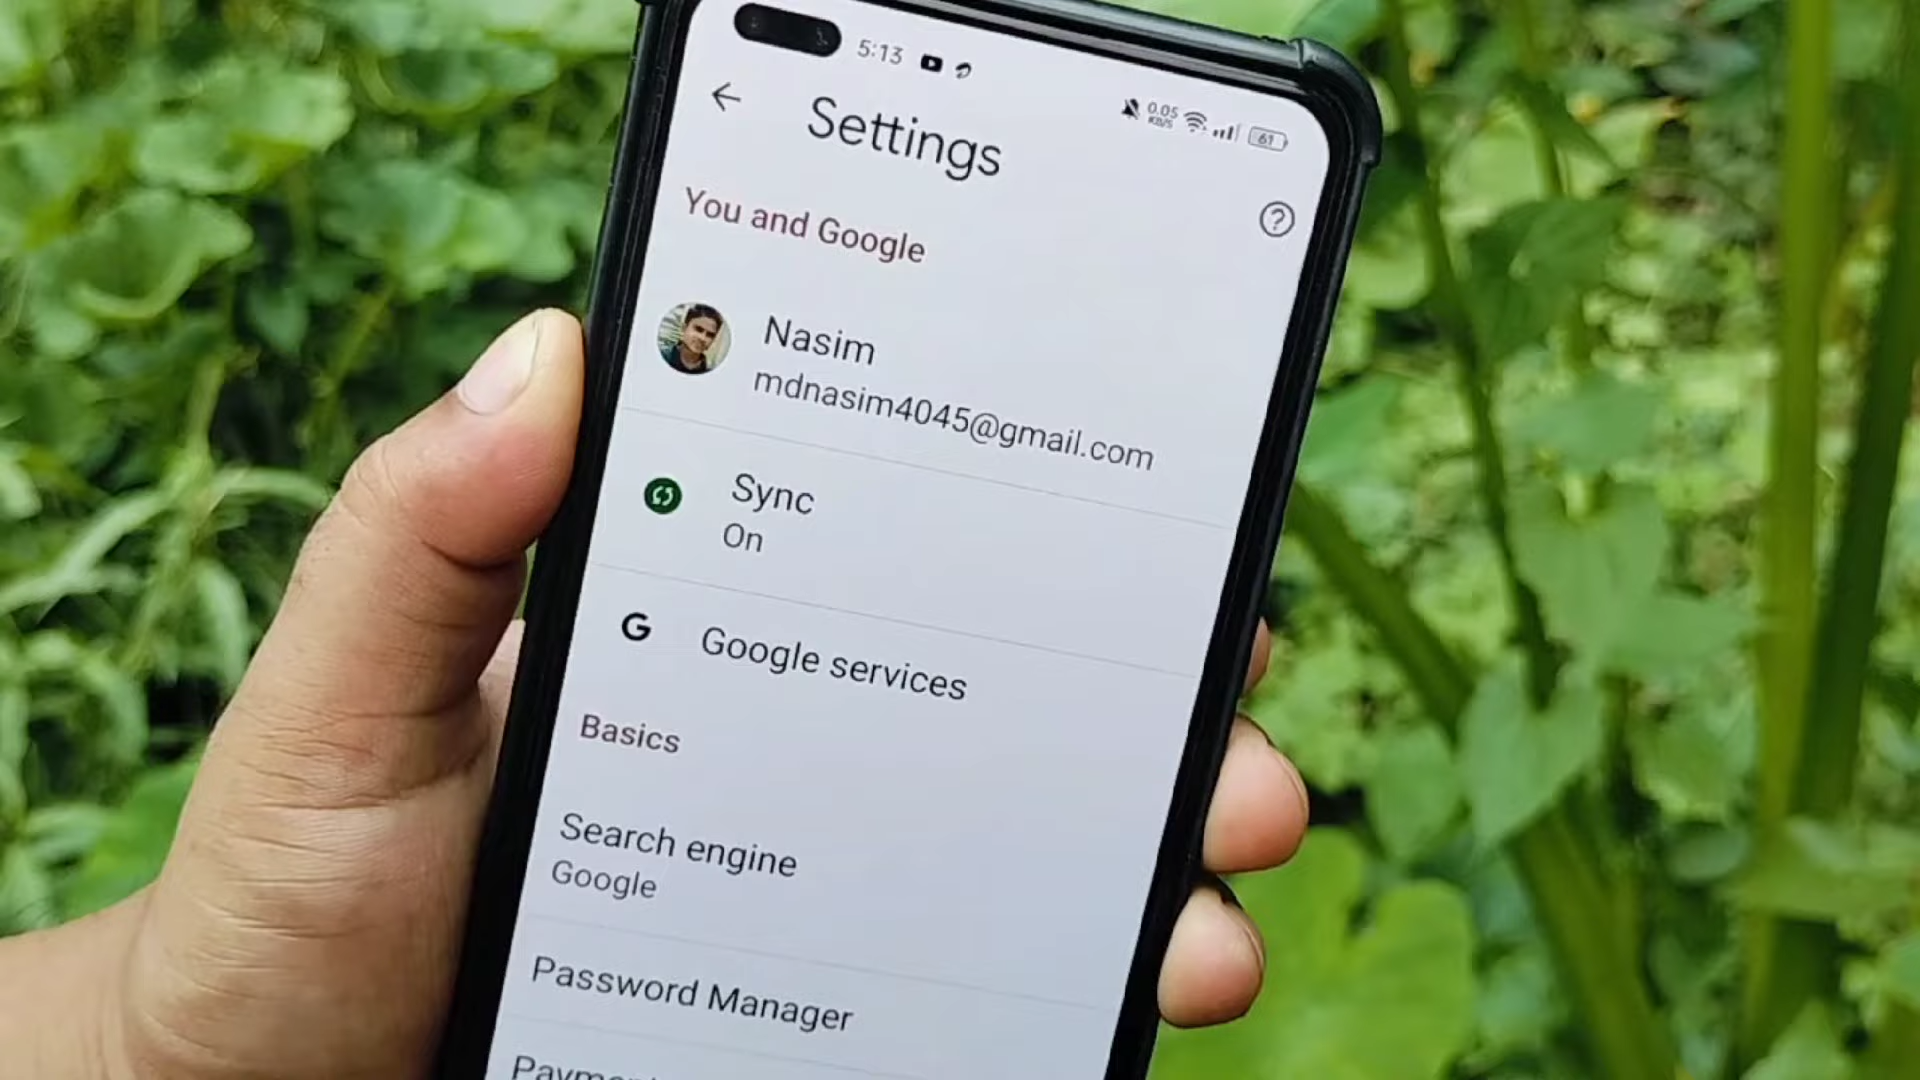 5:13
0.05
KB/S
61
Settings
?
You and Google
Nasim
mdnasim4045@gmail.com
Sync
On
G
Google services
Basics
Search engine
Google
Password Manager